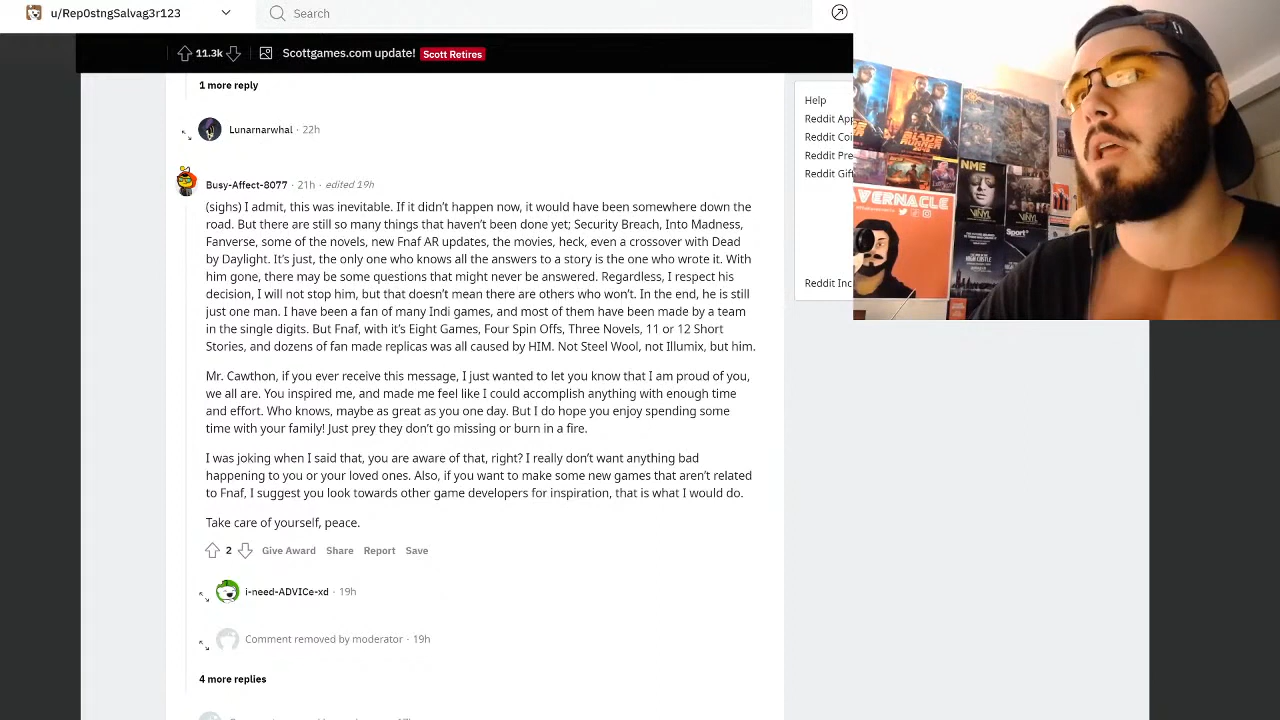 u/Rep0stngSalvag3r123
Search
11.3k
Scottgames.com update! Scott Retires
1 more reply
Lunarnarwhal · 22h
Busy-Affect-8077 · 21h · edited 19h
(sighs) I admit, this was inevitable. If it didn't happen now, it would have been somewhere down the
road. But there are still so many things that haven't been done yet; Security Breach, Into Madness,
Fanverse, some of the novels, new Fnaf AR updates, the movies, heck, even a crossover with Dead
by Daylight. It's just, the only one who knows all the answers to a story is the one who wrote it. With
him gone, there may be some questions that might never be answered. Regardless, I respect his
decision, I will not stop him, but that doesn't mean there are others who won't. In the end, he is still
just one man. I have been a fan of many Indi games, and most of them have been made by a team
in the single digits. But Fnaf, with it's Eight Games, Four Spin Offs, Three Novels, 11 or 12 Short
Stories, and dozens of fan made replicas was all caused by HIM. Not Steel Wool, not Illumix, but him.
Mr. Cawthon, if you ever receive this message, I just wanted to let you know that I am proud of you,
we all are. You inspired me, and made me feel like I could accomplish anything with enough time
and effort. Who knows, maybe as great as you one day. But I do hope you enjoy spending some
time with your family! Just prey they don't go missing or burn in a fire.
I was joking when I said that, you are aware of that, right? I really don't want anything bad
happening to you or your loved ones. Also, if you want to make some new games that aren't related
to Fnaf, I suggest you look towards other game developers for inspiration, that is what I would do.
Take care of yourself, peace.
2 Give Award Share Report Save
i-need-ADVICe-xd · 19h
Comment removed by moderator · 19h
4 more replies
Help
Reddit App
Reddit Coi
Reddit Pre
Reddit Gif
Reddit Inc
BLADE
RUNNER
NME
VINYL
VINYL
Sport
VERNACLE